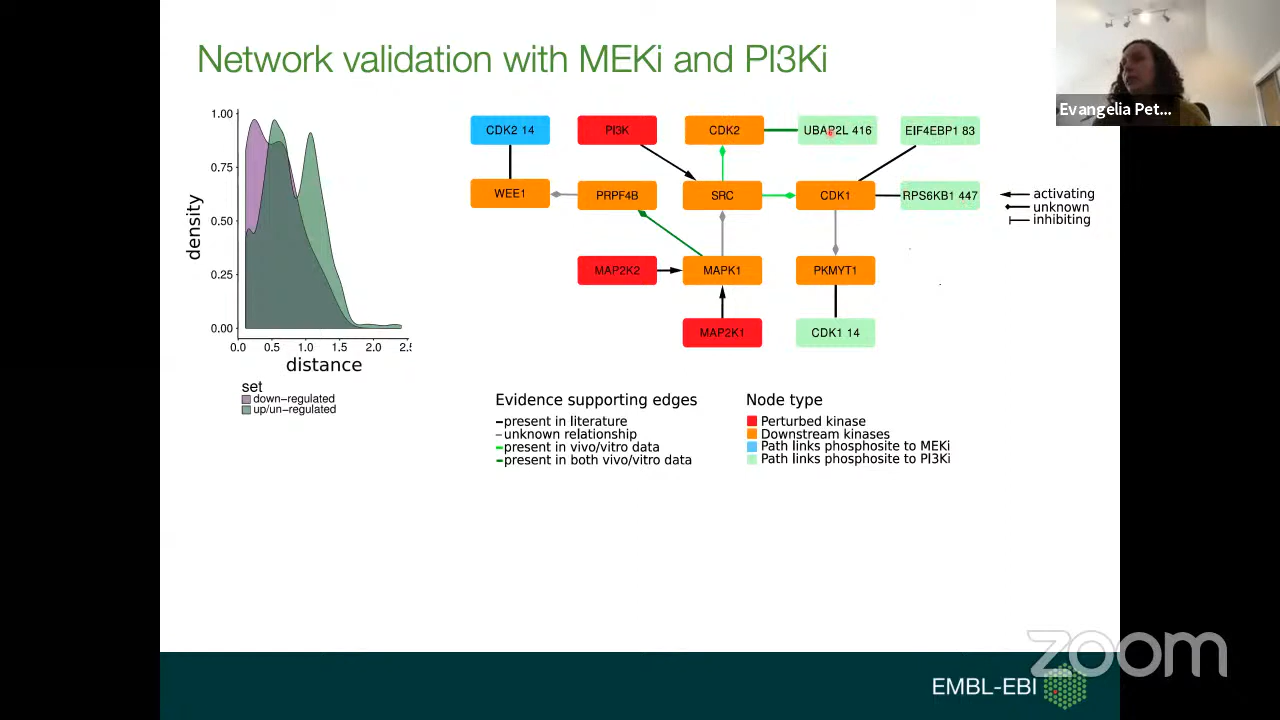 Network validation with MEKi and PI3Ki
Evangelia Pet...
1.00
0.75
0.50
0.25
0.00
density
0.0 0.5 1.0 1.5 2.0 2.5
distance
set
down-regulated
up/un-regulated
CDK2 14
PI3K
CDK2
UBAP2L 416
EIF4EBP1 83
WEE1
PRPF4B
SRC
CDK1
RPS6KB1 447
MAP2K2
MAPK1
PKMYT1
MAP2K1
CDK1 14
activating
unknown
inhibiting
Evidence supporting edges
present in literature
unknown relationship
present in vivo/vitro data
present in both vivo/vitro data
Node type
Perturbed kinase
Downstream kinases
Path links phosphosite to MEKi
Path links phosphosite to PI3Ki
zoom
EMBL-EBI